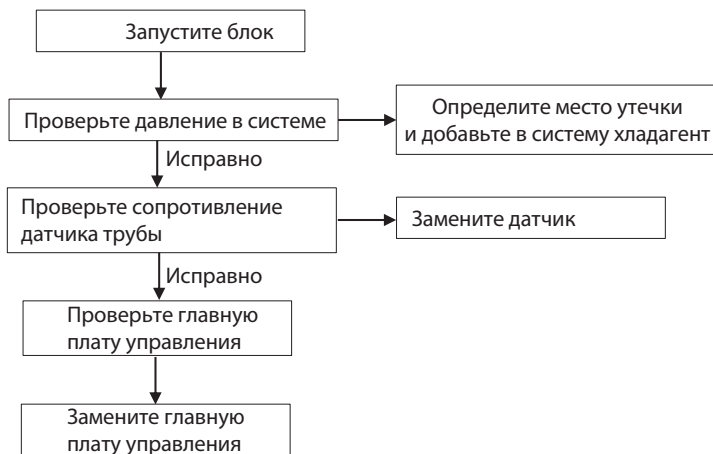 Запустите блок
Проверьте давление в системе
Определите место утечки
и добавьте в систему хладагент
Исправно
Проверьте сопротивление
датчика трубы
Замените датчик
Исправно
Проверьте главную
плату управления
Замените главную
плату управления